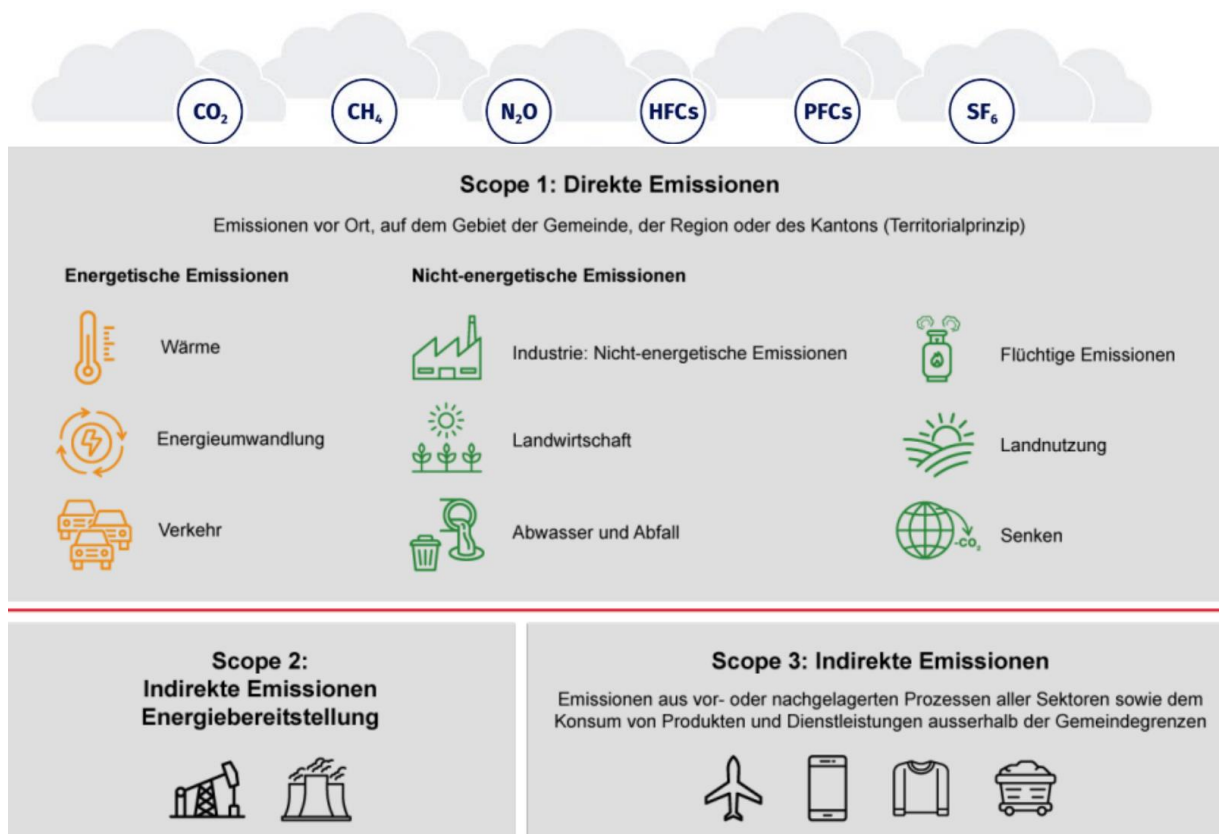 CO₂ CH₄ N₂O HFCs PFCs SF₆
Scope 1: Direkte Emissionen
Emissionen vor Ort, auf dem Gebiet der Gemeinde, der Region oder des Kantons (Territorialprinzip)
Energetische Emissionen
Wärme
Energieumwandlung
Verkehr
Nicht-energetische Emissionen
Industrie: Nicht-energetische Emissionen
Landwirtschaft
Abwasser und Abfall
Flüchtige Emissionen
Landnutzung
-CO₂
Senken
Scope 2:
Indirekte Emissionen
Energiebereitstellung
Scope 3: Indirekte Emissionen
Emissionen aus vor- oder nachgelagerten Prozessen aller Sektoren sowie dem
Konsum von Produkten und Dienstleistungen ausserhalb der Gemeindegrenzen